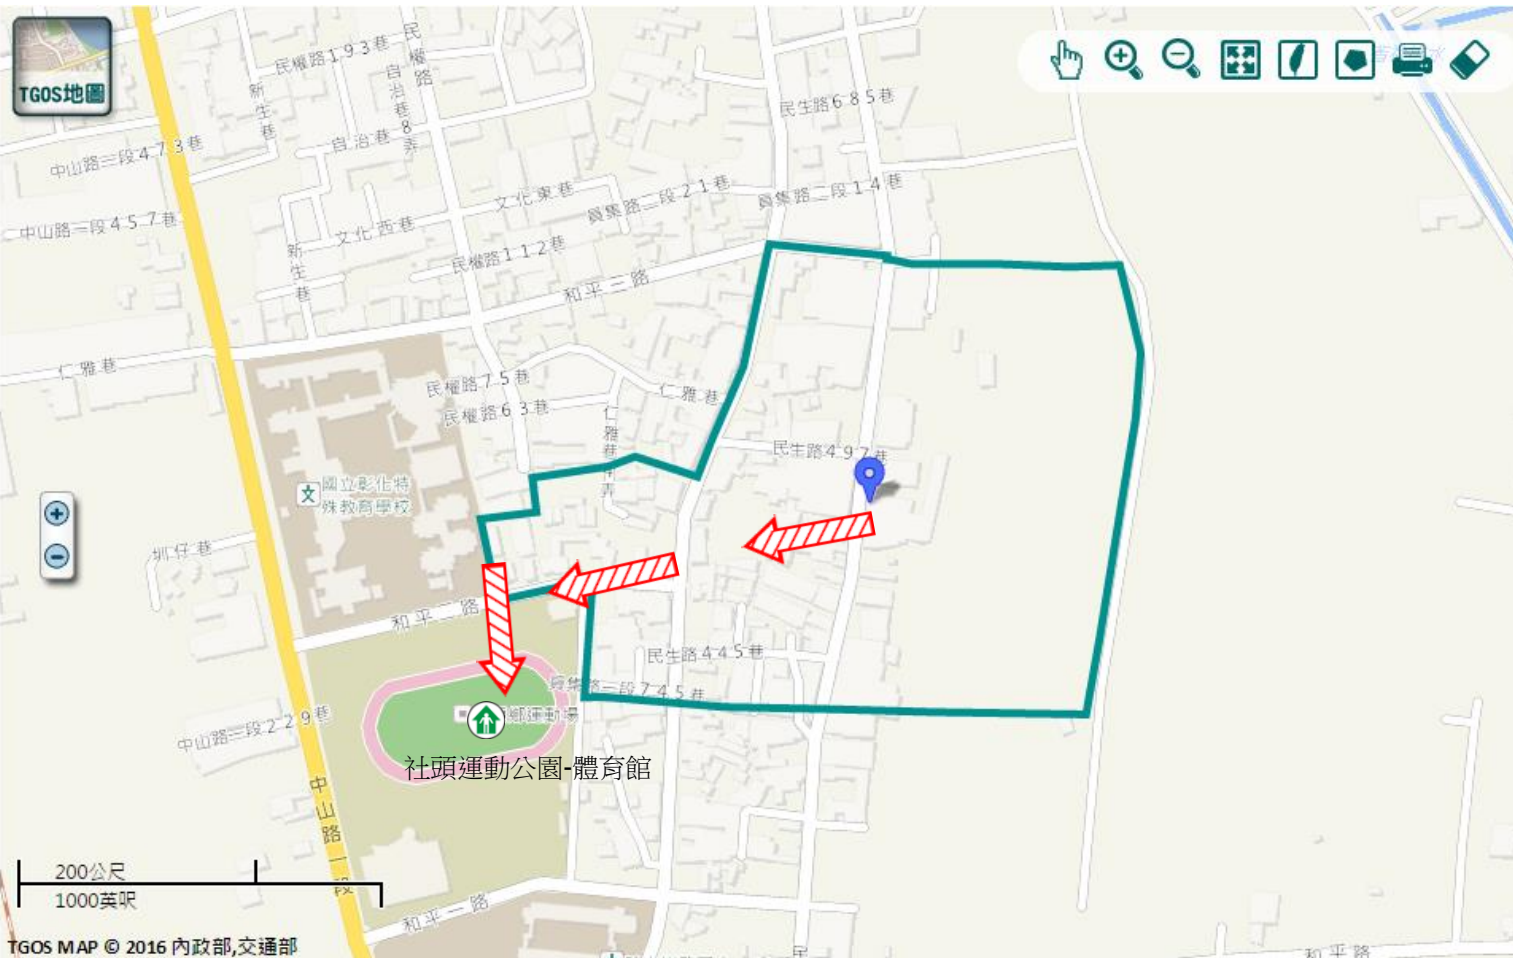 TGOS地圖
民權路193巷
民權路
自治巷8弄
新生巷
自治巷
中山路三段473巷
中山路一段457巷
文化東巷
文化西巷
新生巷
民權路112巷
員集路二段21巷
民生路685巷
員集路二段14巷
和平二路
仁雅巷
民權路75巷
民權路63巷
仁雅巷
民生路497巷
國立彰化特
殊教育學校
圳仔巷
和平二路
民生路445巷
員集路一段745巷
鄉運動場
中山路三段229巷
社頭運動公園-體育館
中山路一段
200公尺
1000英呎
和平一路
民
和平路
TGOS MAP © 2016 內政部,交通部